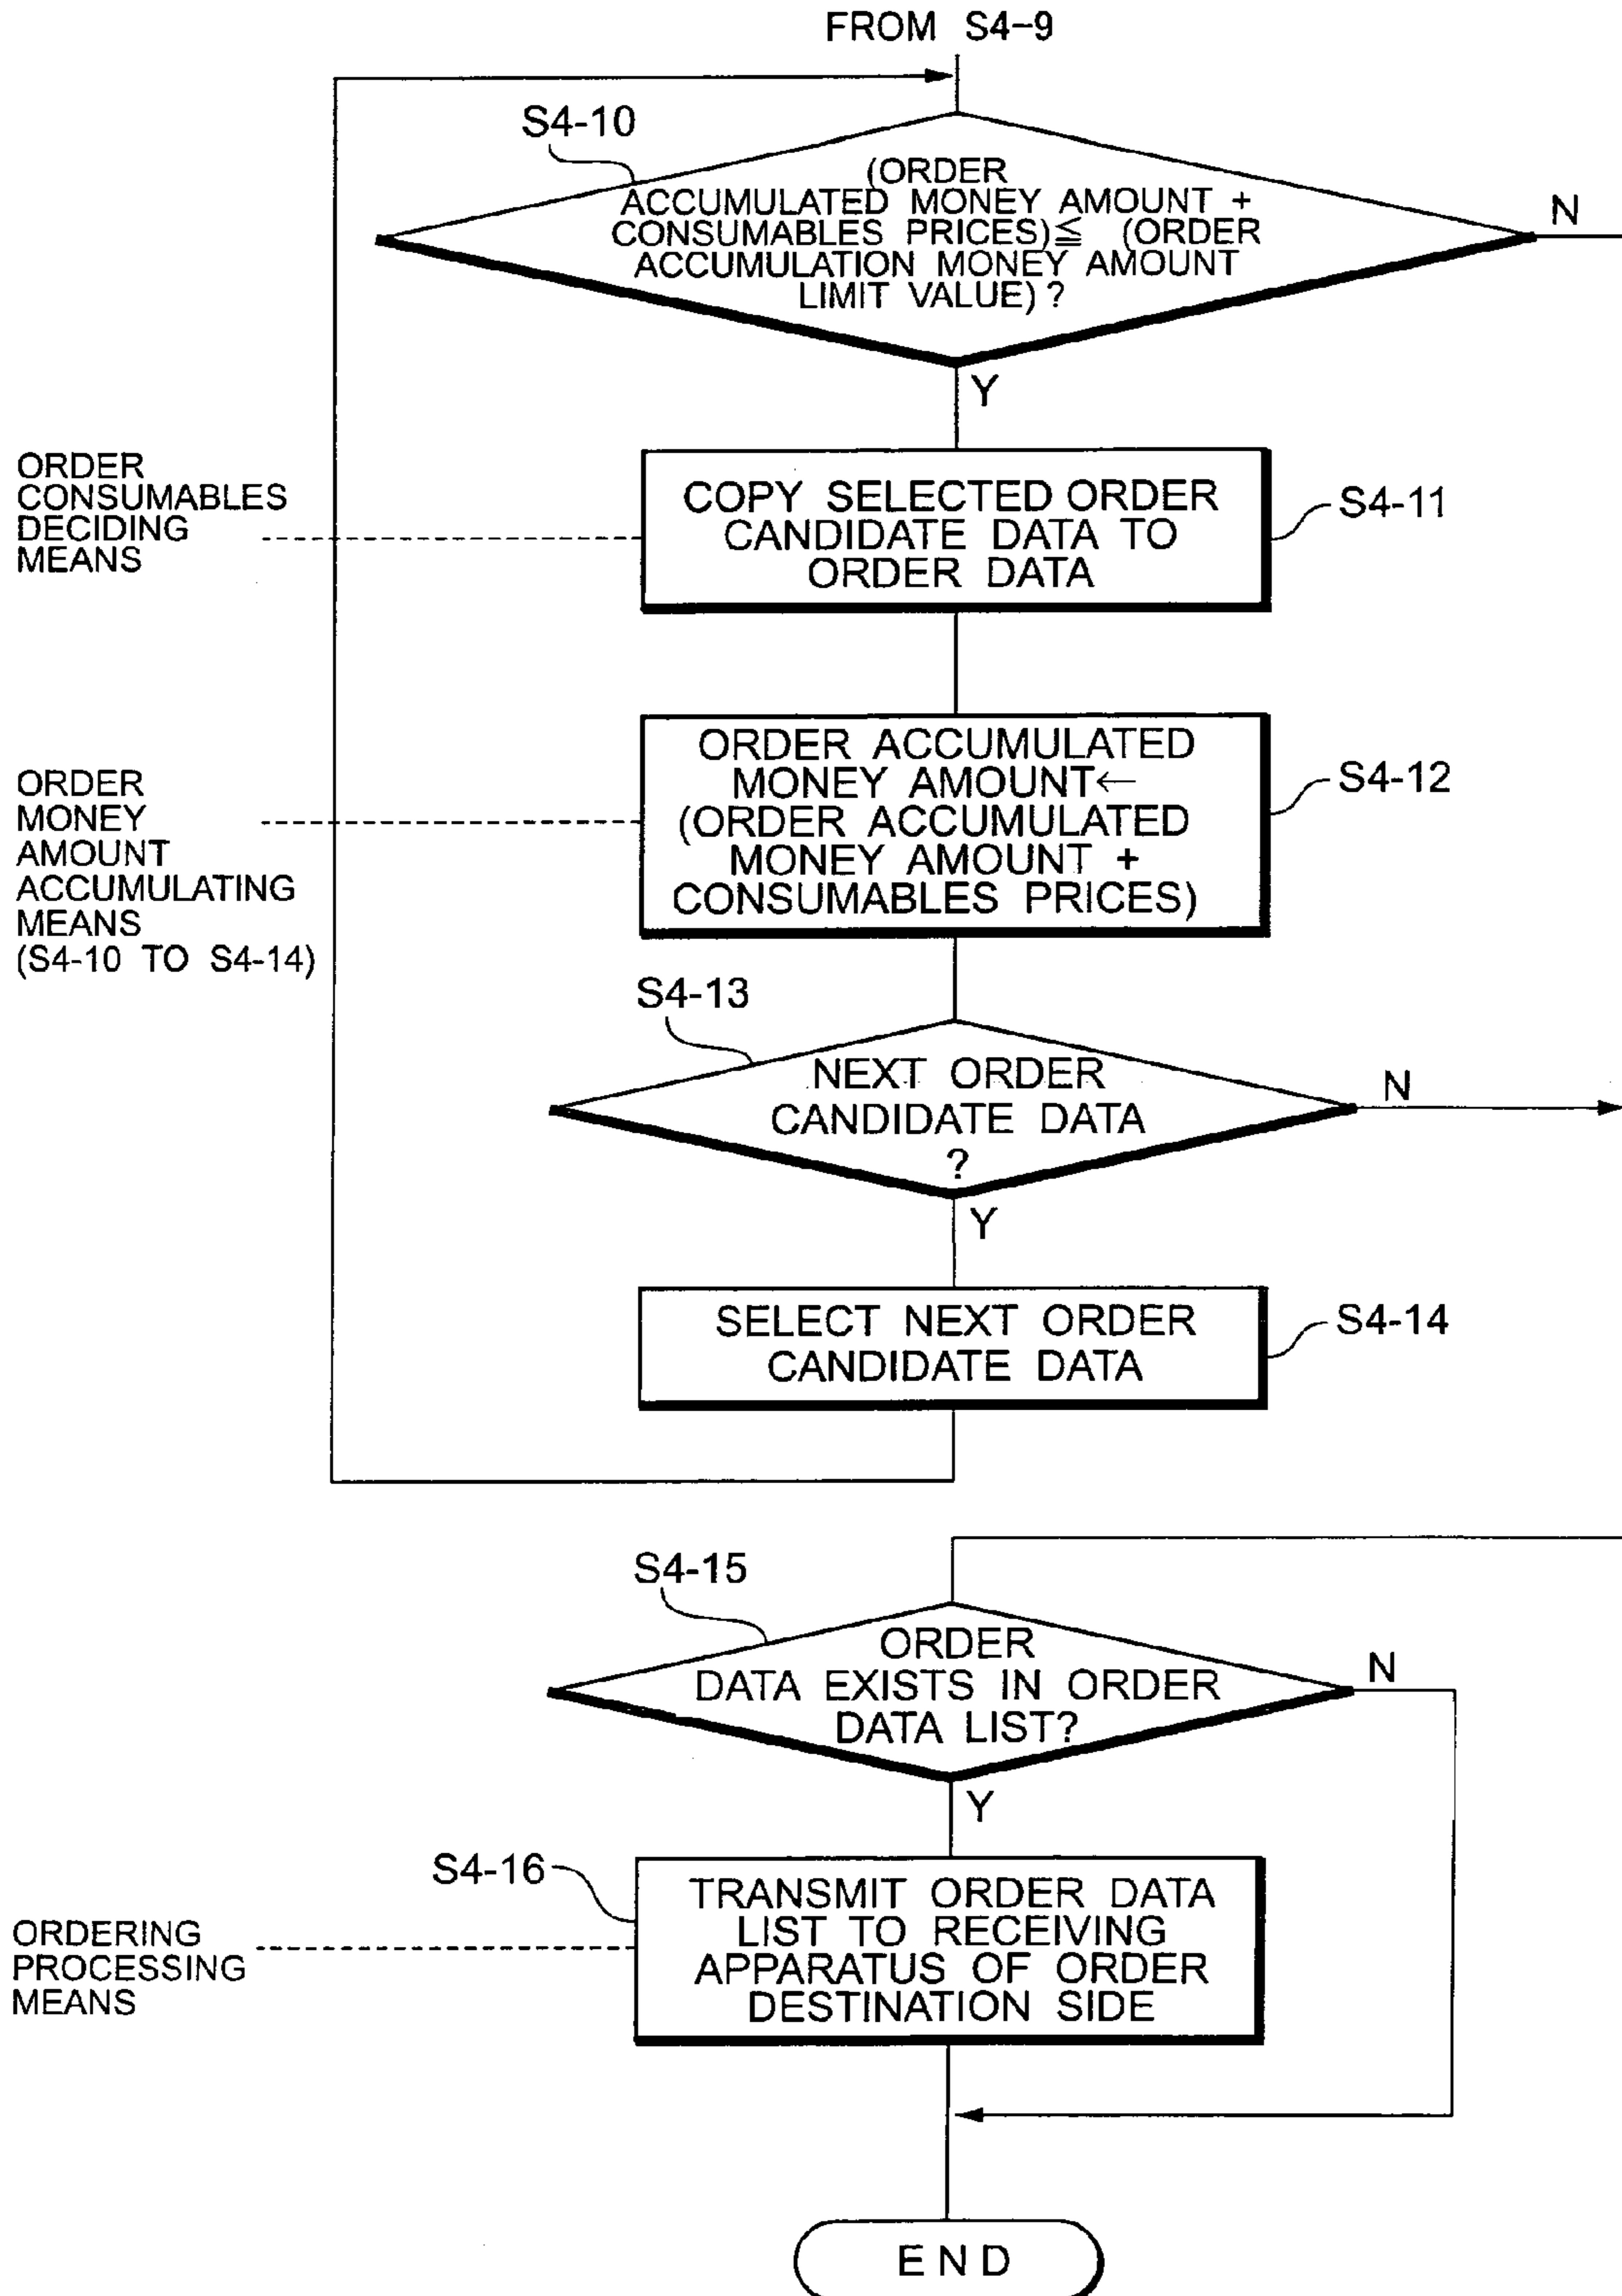 FROM S4-9
S4-10
(ORDER
ACCUMULATED MONEY AMOUNT +
CONSUMABLES PRICES)≦ (ORDER
ACCUMULATION MONEY AMOUNT
LIMIT VALUE) ?
N
Y
ORDER
CONSUMABLES
DECIDING
MEANS
COPY SELECTED ORDER
CANDIDATE DATA TO
ORDER DATA
S4-11
ORDER
MONEY
AMOUNT
ACCUMULATING
MEANS
(S4-10 TO S4-14)
ORDER ACCUMULATED
MONEY AMOUNT←
(ORDER ACCUMULATED
MONEY AMOUNT +
CONSUMABLES PRICES)
S4-12
S4-13
NEXT ORDER
CANDIDATE DATA
?
N
Y
SELECT NEXT ORDER
CANDIDATE DATA
S4-14
S4-15
ORDER
DATA EXISTS IN ORDER
DATA LIST?
N
Y
S4-16
ORDERING
PROCESSING
MEANS
TRANSMIT ORDER DATA
LIST TO RECEIVING
APPARATUS OF ORDER
DESTINATION SIDE
END